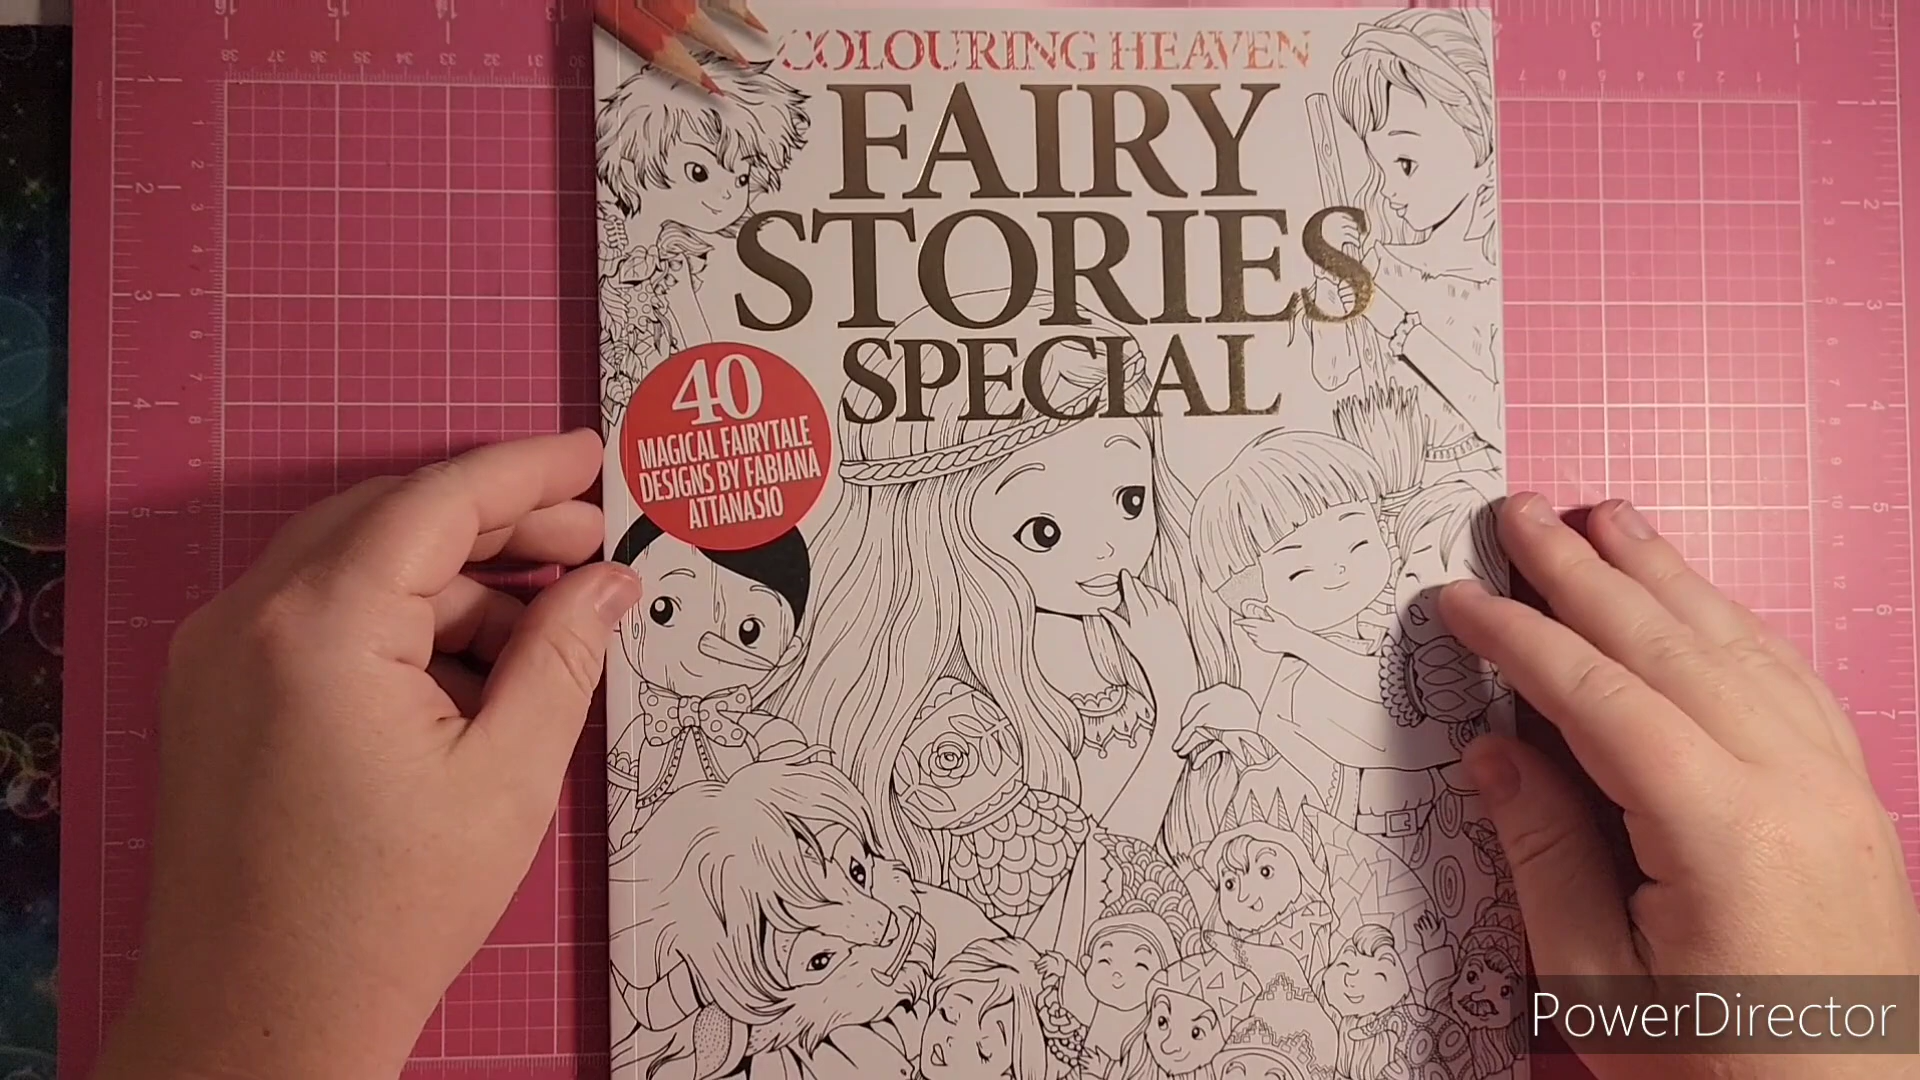 COLOURING HEAVEN
FAIRY
STORIES
SPECIAL
40
MAGICAL FAIRYTALE
DESIGNS BY FABIANA
ATTANASIO
PowerDirector